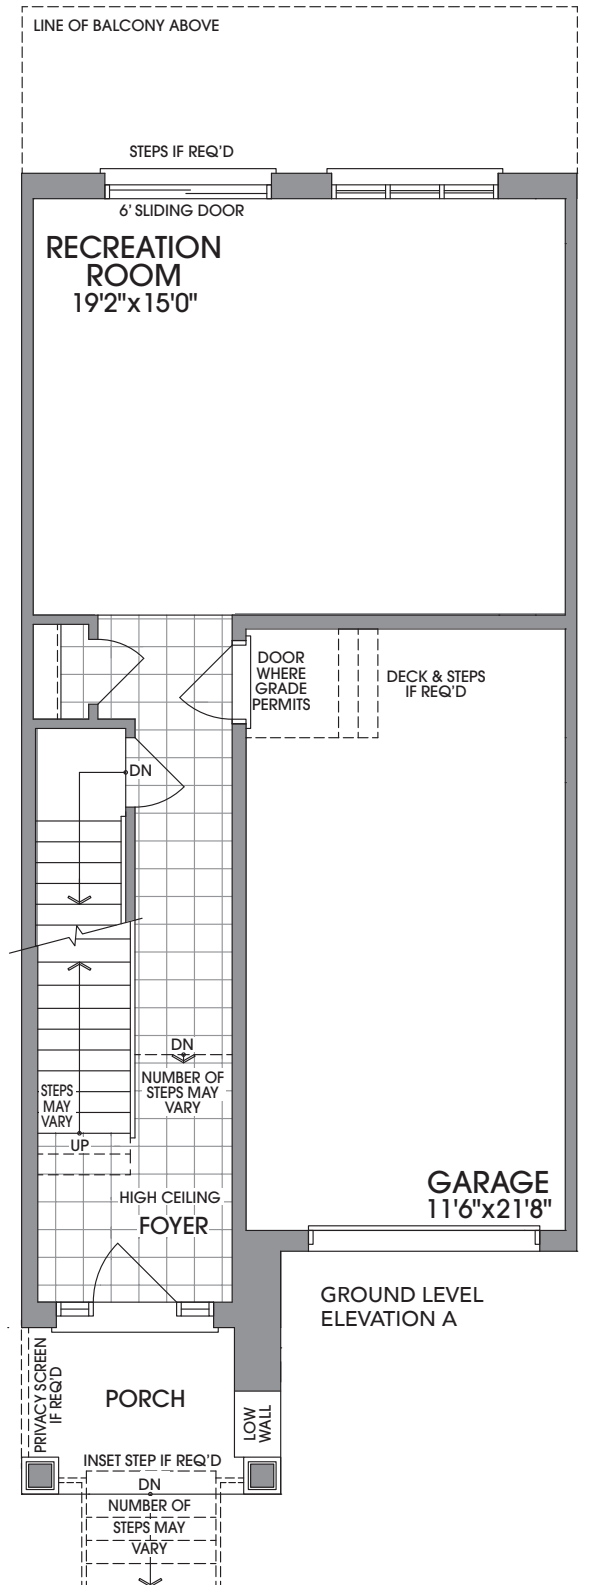 LINE OF BALCONY ABOVE
STEPS IF REQ'D
6' SLIDING DOOR
RECREATION
ROOM
19'2"x15'0"
DOOR
WHERE
GRADE
PERMITS
DECK & STEPS
IF REQ'D
DN
DN
NUMBER OF
STEPS MAY
VARY
STEPS
MAY
VARY
UP
HIGH CEILING
FOYER
GARAGE
11'6"x21'8"
GROUND LEVEL
ELEVATION A
PRIVACY SCREEN
IF REQ'D
PORCH
LOW
WALL
INSET STEP IF REQ'D
DN
NUMBER OF
STEPS MAY
VARY